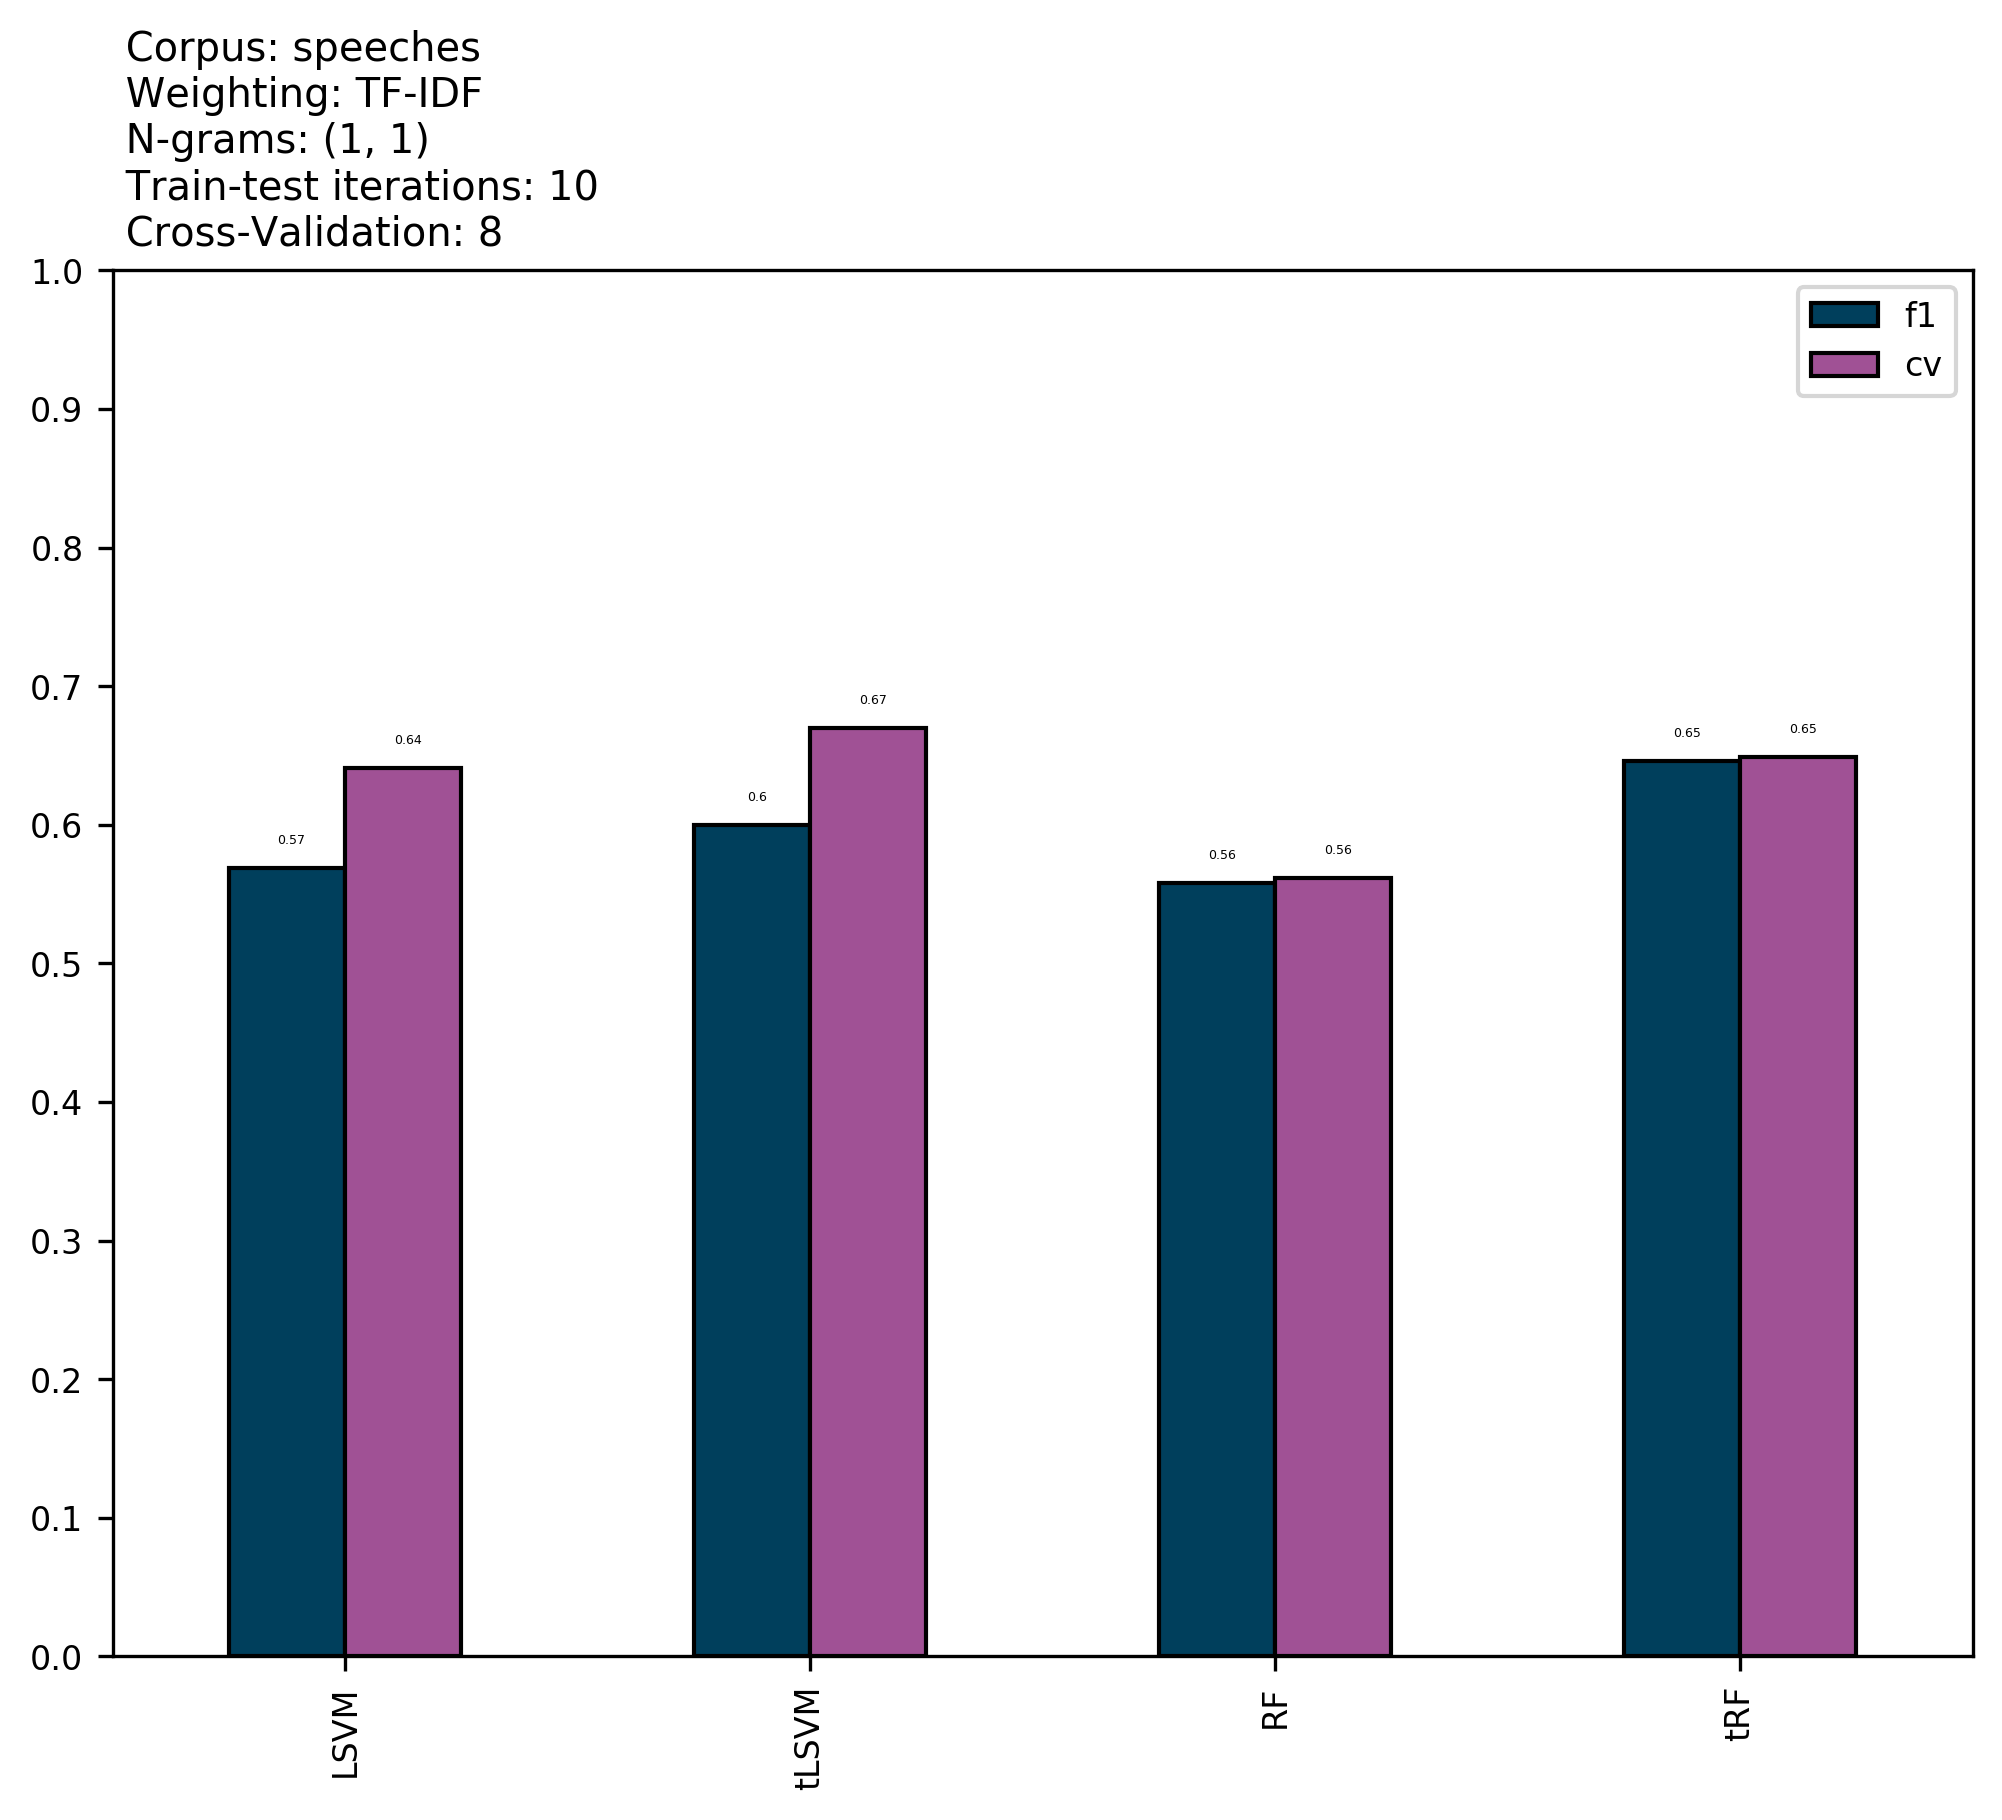 Corpus: speeches
Weighting: TF-IDF
N-grams: (1, 1)
Train-test iterations: 10
Cross-Validation: 8
1.0
f1
cv
0.9
0.8
0.7
0.6
0.5
0.4
0.3
0.2
0.1
0.0
0.57
0.64
0.6
0.67
0.56
0.56
0.65
0.65
LSVM
tLSVM
RF
tRF